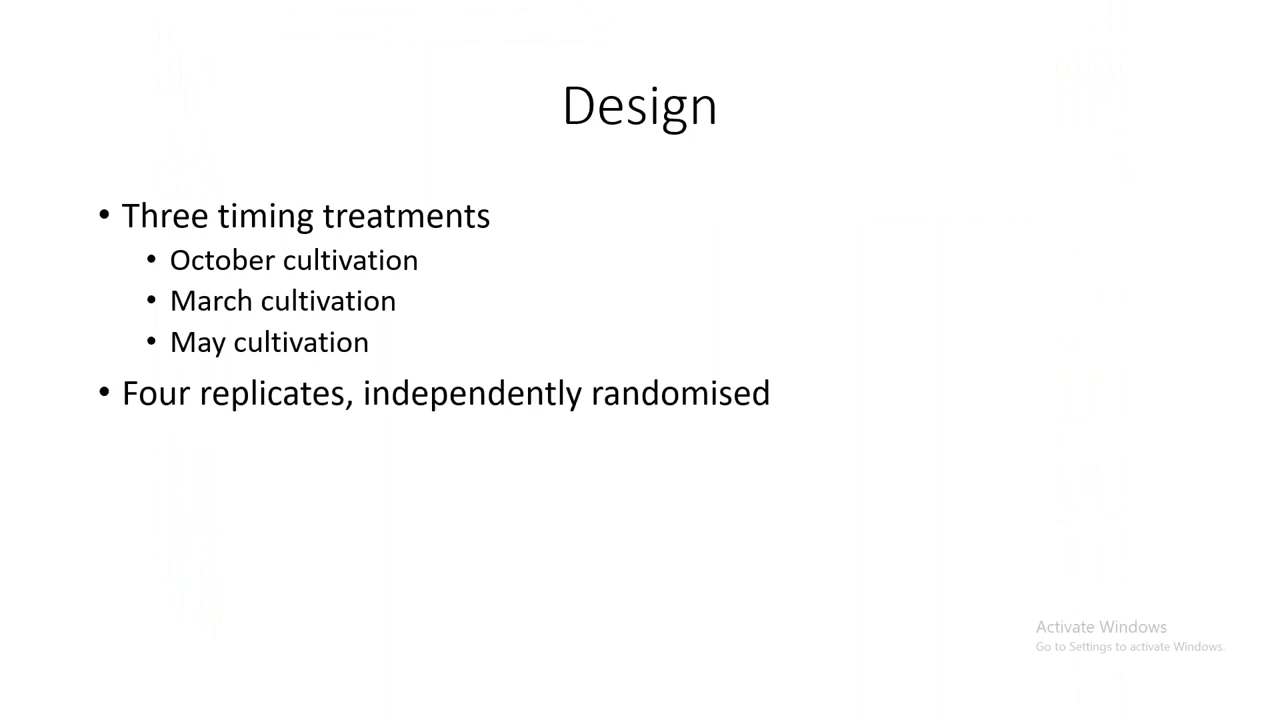 Design
• Three timing treatments
• October cultivation
• March cultivation
• May cultivation
• Four replicates, independently randomised
Activate Windows
Go to Settings to activate Windows.